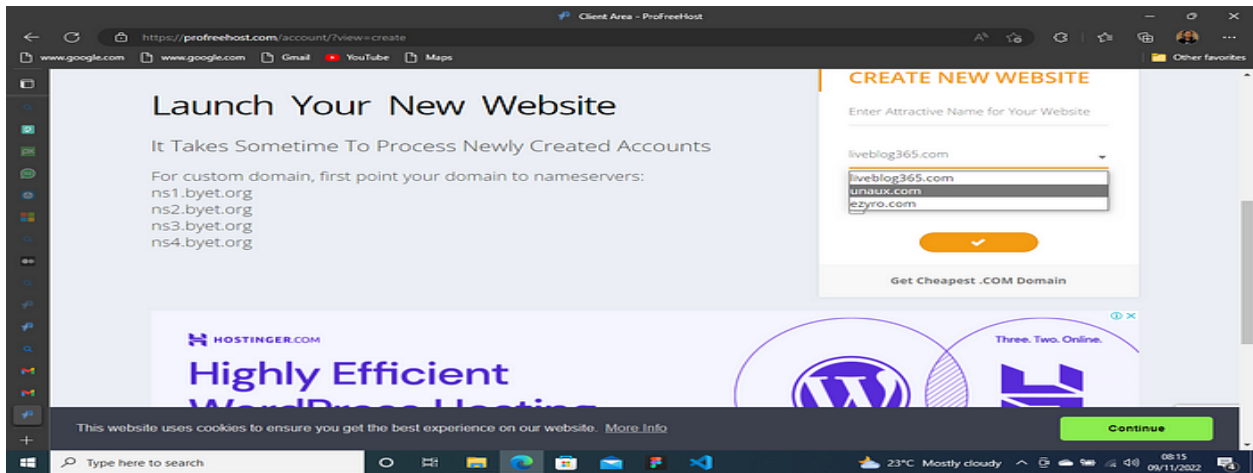 Client Area - ProFreeHost
https://profreehost.com/account/?view=create
www.google.com www.google.com Gmail YouTube Maps Other favorites
Launch Your New Website
It Takes Sometime To Process Newly Created Accounts
For custom domain, first point your domain to nameservers:
ns1.byet.org
ns2.byet.org
ns3.byet.org
ns4.byet.org
CREATE NEW WEBSITE
Enter Attractive Name for Your Website
liveblog365.com
liveblog365.com
unaux.com
ezyro.com
Get Cheapest .COM Domain
HOSTINGER.COM
Highly Efficient
WordPress Hosting
Three. Two. Online.
This website uses cookies to ensure you get the best experience on our website. More Info
Continue
Type here to search
23°C Mostly cloudy
08:15
09/11/2022